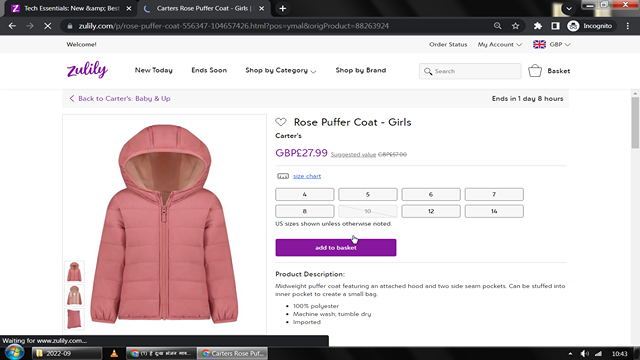 Tech Essentials: New &amp; Best
Carters Rose Puffer Coat - Girls |
zulily.com/p/rose-puffer-coat-556347-104657426.html?pos=ymal&origProduct=88263924
Incognito
Welcome!
Order Status
My Account
GBP
zulily
New Today
Ends Soon
Shop by Category
Shop by Brand
Search
Basket
Back to Carter's: Baby & Up
Ends in 1 day 8 hours
Rose Puffer Coat - Girls
Carter's
GBP£27.99 Suggested value GBP£57.00
size chart
4 5 6 7
8 10 12 14
US sizes shown unless otherwise noted.
add to basket
Product Description:
Midweight puffer coat featuring an attached hood and two side seam pockets. Can be stuffed into
inner pocket to create a small bag.
• 100% polyester
• Machine wash; tumble dry
• Imported
Waiting for www.zulily.com...
2022-09
Carters Rose Puf...
10:43